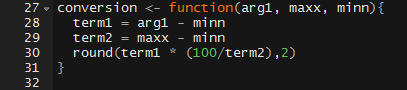 27 conversion <- function(arg1, maxx, minn){
28   term1 = arg1 - minn
29   term2 = maxx - minn
30   round(term1 * (100/term2),2)
31 }
32